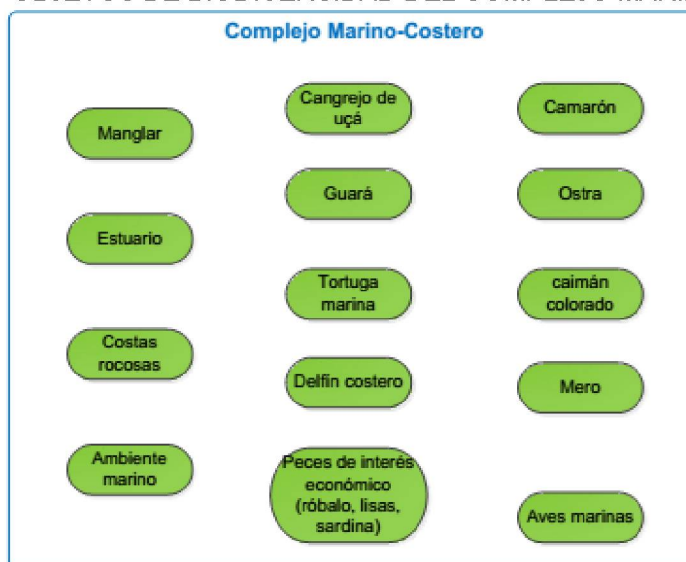 Complejo Marino-Costero
Manglar
Estuario
Costas
rocosas
Ambiente
marino
Cangrejo de
uçá
Guará
Tortuga
marina
Delfín costero
Peces de interés
económico
(róbalo, lisas,
sardina)
Camarón
Ostra
caimán
colorado
Mero
Aves marinas